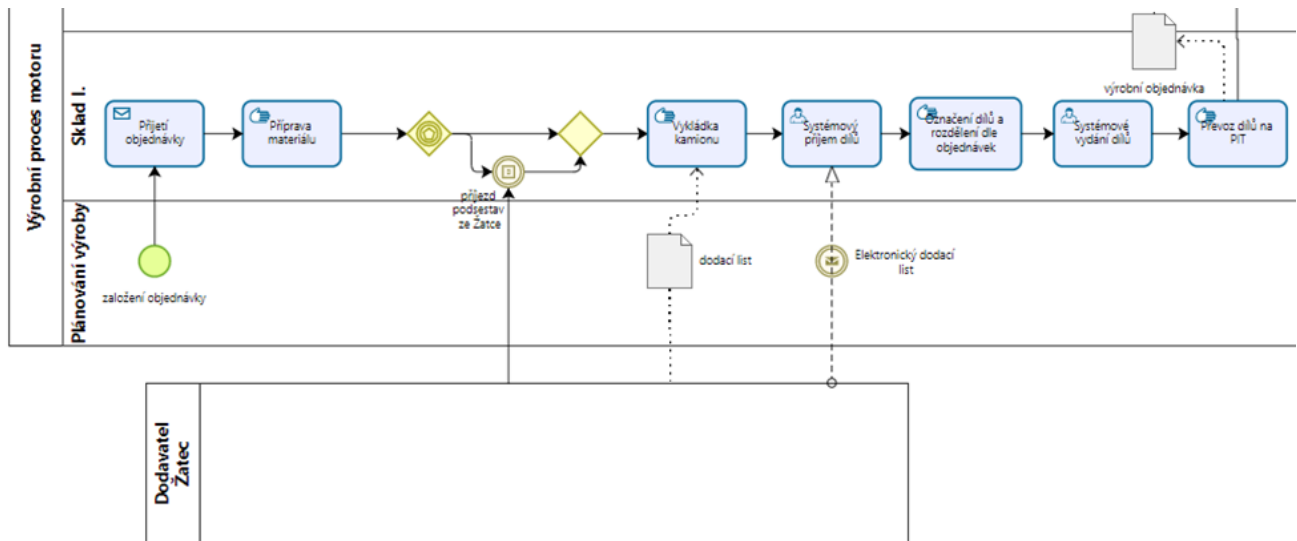 Výrobní proces motoru
Sklad I.
výrobní objednávka
Přijetí
objednávky
Příprava
materiálu
Vykládka
kamionu
Systémový
příjem dílů
Označení dílů a
rozdělení dle
objednávek
Systémové
vydání dílů
Převoz dílů na
PIT
příjezd
podsestav
ze Žatce
Plánování výroby
založení objednávky
dodací list
Elektronický dodací
list
Dodavatel
Žatec